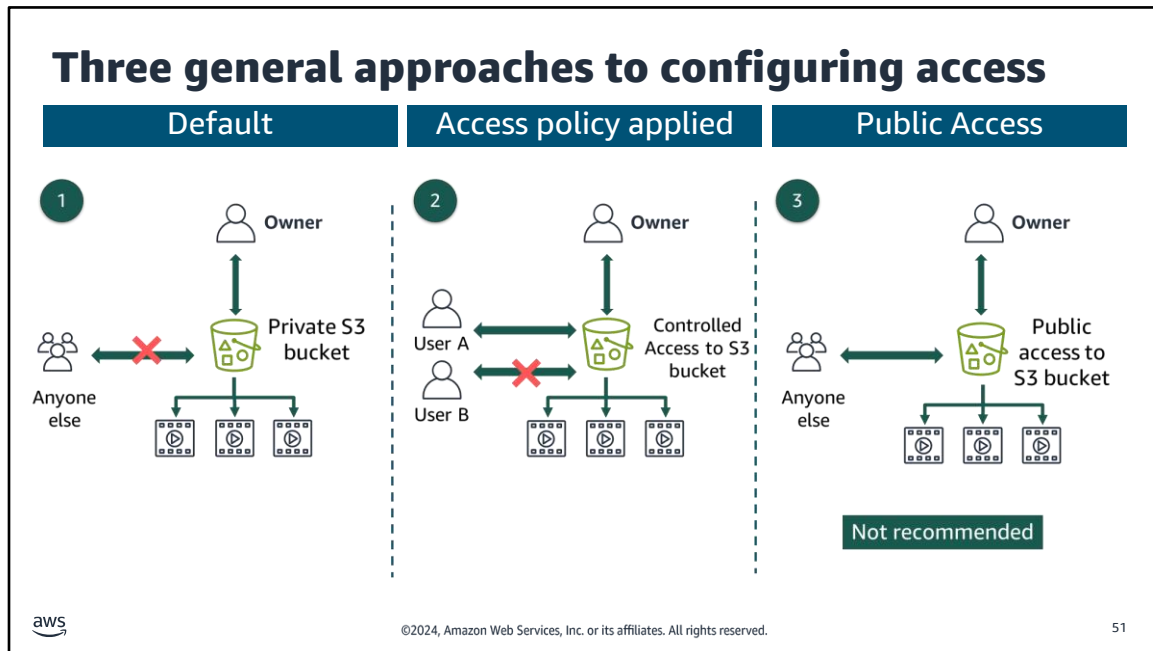 Three general approaches to configuring access
Default
Access policy applied
Public Access
1
Owner
Private S3
bucket
Anyone
else
2
Owner
User A
User B
Controlled
Access to S3
bucket
3
Owner
Public
access to
S3 bucket
Anyone
else
Not recommended
aws
©2024, Amazon Web Services, Inc. or its affiliates. All rights reserved.
51